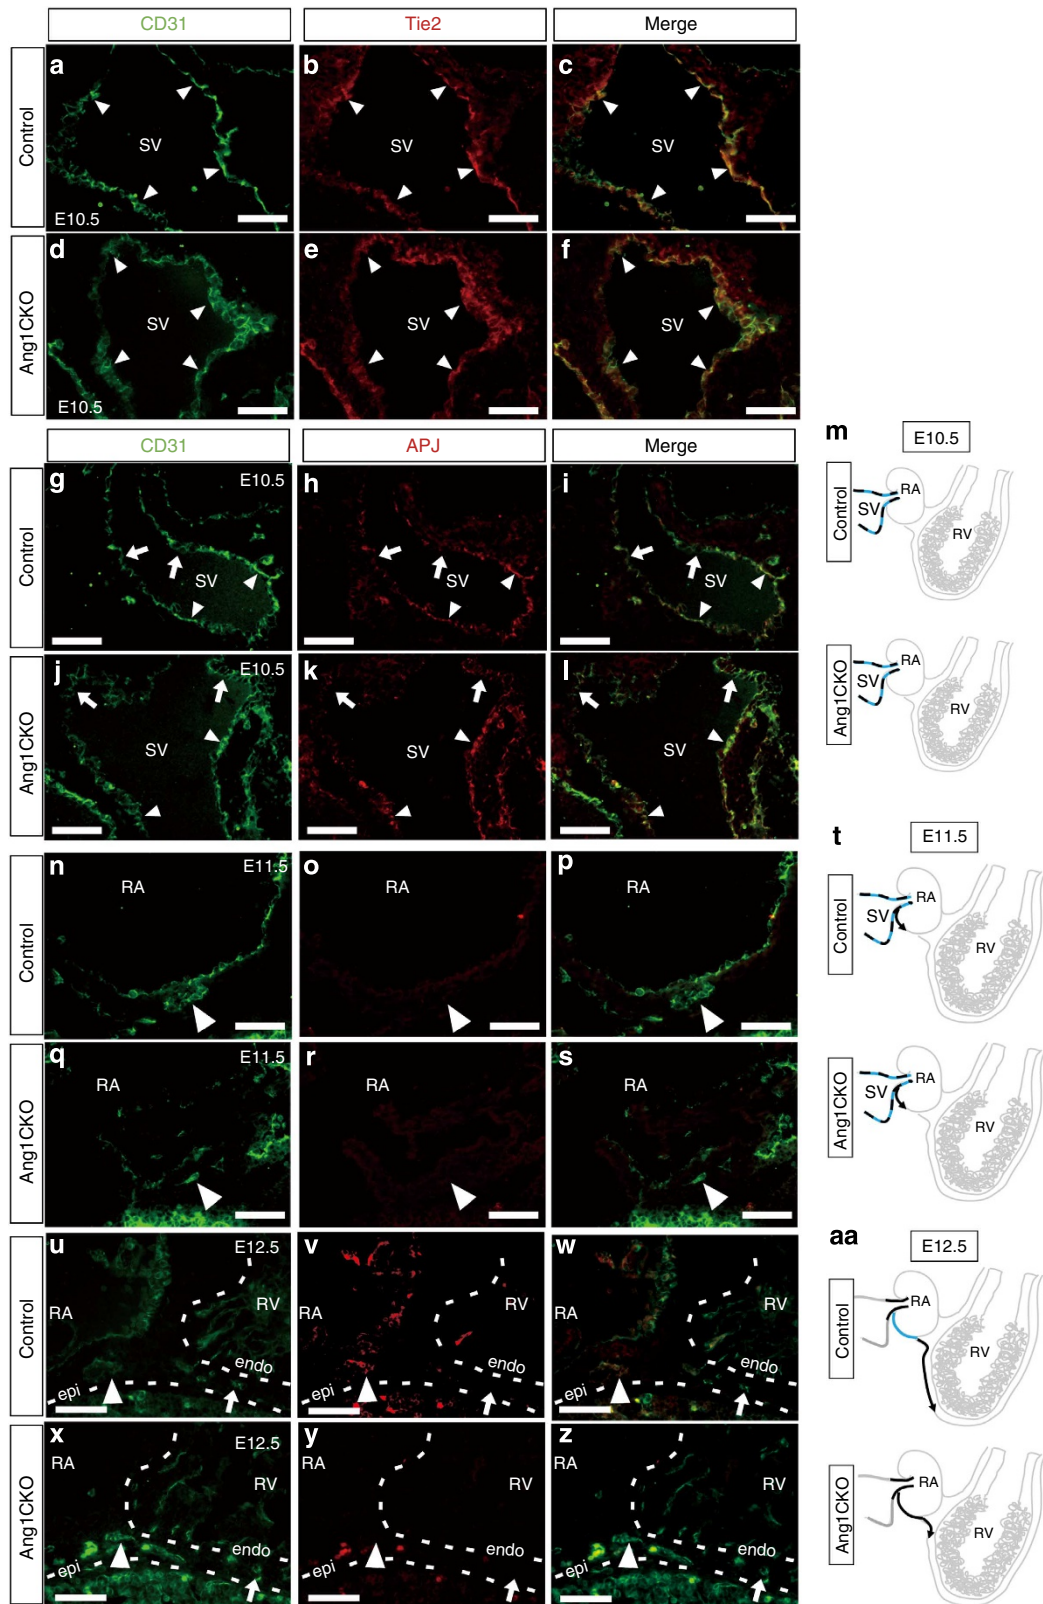 CD31 Tie2 Merge
Control
a b c
SV SV SV
E10.5
Ang1CKO
d e f
SV SV SV
E10.5
CD31 APJ Merge
m E10.5
Control
g E10.5 h i
SV SV SV
Control
SV RA
RV
Ang1CKO
j E10.5 k l
SV SV SV
Ang1CKO
SV RA
RV
t E11.5
Control
n E11.5 o p
RA RA RA
Control
SV RA
RV
Ang1CKO
q E11.5 r s
RA RA RA
Ang1CKO
SV RA
RV
aa E12.5
Control
u E12.5 v w
RA RV RA RV RA RV
epi endo endo epi endo
Control
RA
RV
Ang1CKO
x E12.5 y z
RA RV RA RV RA RV
epi endo endo epi endo
Ang1CKO
RA
RV